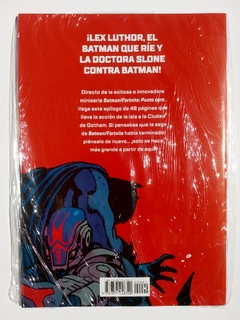 ¡LEX LUTHOR, EL
BATMAN QUE RÍE Y
LA DOCTORA SLONE
CONTRA BATMAN!
Directo de la exitosa e innovadora
miniserie Batman/Fortnite: Punto cero,
llega este epílogo de 48 páginas que
lleva la acción de la isla a la Ciudad
de Gotham. Si pensabas que la saga
de Batman/Fortnite había terminado,
piénsalo de nuevo... ¡solo se hace
más grande a partir de aquí!